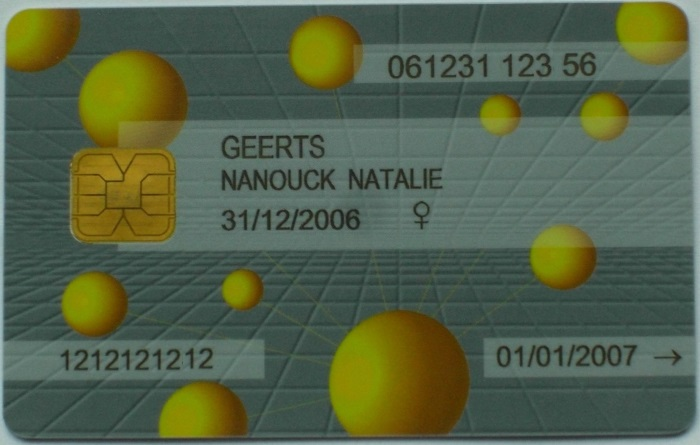 061231 123 56
GEERTS
NANOUCK NATALIE
31/12/2006 ♀
1212121212
01/01/2007 →